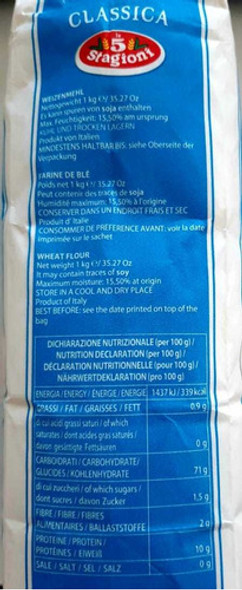 CLASSICA
le
5
Stagioni
WEIZENMEHL
Nettogewicht 1 kg ℮/ 35.27 Oz
Es kann spuren von soja enthalten
Max. Feuchtigkeit: 15,50% am ursprung
KÜHL UND TROCKEN LAGERN
Produkt von Italien
MINDESTENS HALTBAR BIS: siehe Oberseite der
Verpackung
FARINE DE BLÉ
Poids net 1 kg ℮/ 35.27 Oz
Peut contenir des traces de soja
Humidité maximum: 15,50% à l'origine
CONSERVER DANS UN ENDROIT FRAIS ET SEC
Produit d' Italie
CONSOMMER DE PREFERENCE AVANT: voir la date
imprimée sur le sachet
WHEAT FLOUR
Net weight 1 kg ℮/ 35.27 Oz
It may contain traces of soy
Maximum moisture: 15,50% at origin
STORE IN A COOL AND DRY PLACE
Product of Italy
BEST BEFORE: see the date printed on top of the
bag
DICHIARAZIONE NUTRIZIONALE (per 100 g) /
NUTRITION DECLARATION (per 100 g) /
DÉCLARATION NUTRITIONNELLE (pour 100 g) /
NÄHRWERTDEKLARATION (pro 100 g)
ENERGIA / ENERGY / ÉNERGIE / ENERGIE 1437 kJ / 339 kcal
GRASSI / FAT / GRAISSES / FETT 0,9 g
di cui acidi grassi saturi / of which
saturates / dont acides gras saturés /
davon gesättigte Fettsäuren 0 g
CARBOIDRATI / CARBOHYDRATE /
GLUCIDES / KOHLENHYDRATE 71 g
di cui zuccheri / of which sugars /
dont sucres / davon Zucker 1,5 g
FIBRE / FIBRE / FIBRES
ALIMENTAIRES / BALLASTSTOFFE 2 g
PROTEINE / PROTEIN /
PROTÉINES / EIWEIß 10 g
SALE / SALT / SEL / SALZ 0 g